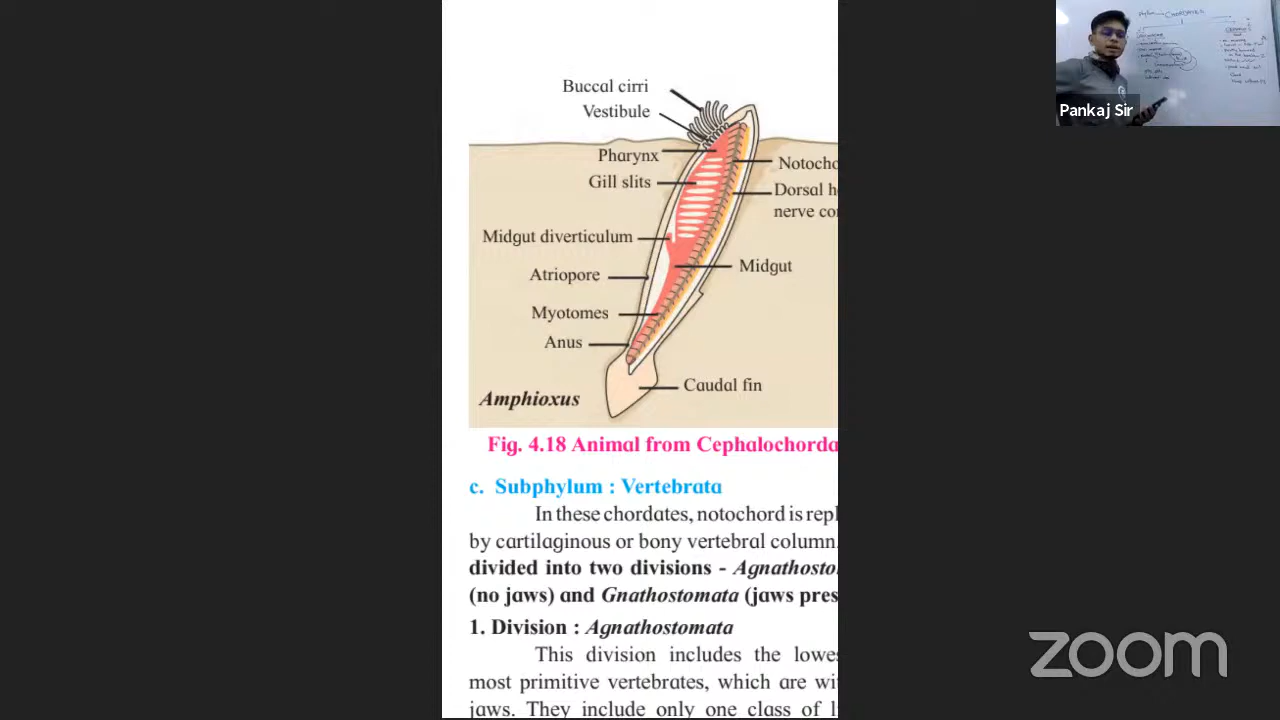 CHORDATES
Pankaj Sir
Buccal cirri
Vestibule
Pharynx
Notocho
Gill slits
Dorsal h
nerve co
Midgut diverticulum
Midgut
Atriopore
Myotomes
Anus
Caudal fin
Amphioxus
Fig. 4.18 Animal from Cephalochorda
c. Subphylum : Vertebrata
In these chordates, notochord is repl
by cartilaginous or bony vertebral column.
divided into two divisions - Agnathosto
(no jaws) and Gnathostomata (jaws pres
1. Division : Agnathostomata
This division includes the lowe
most primitive vertebrates, which are wi
jaws. They include only one class of l
zoom